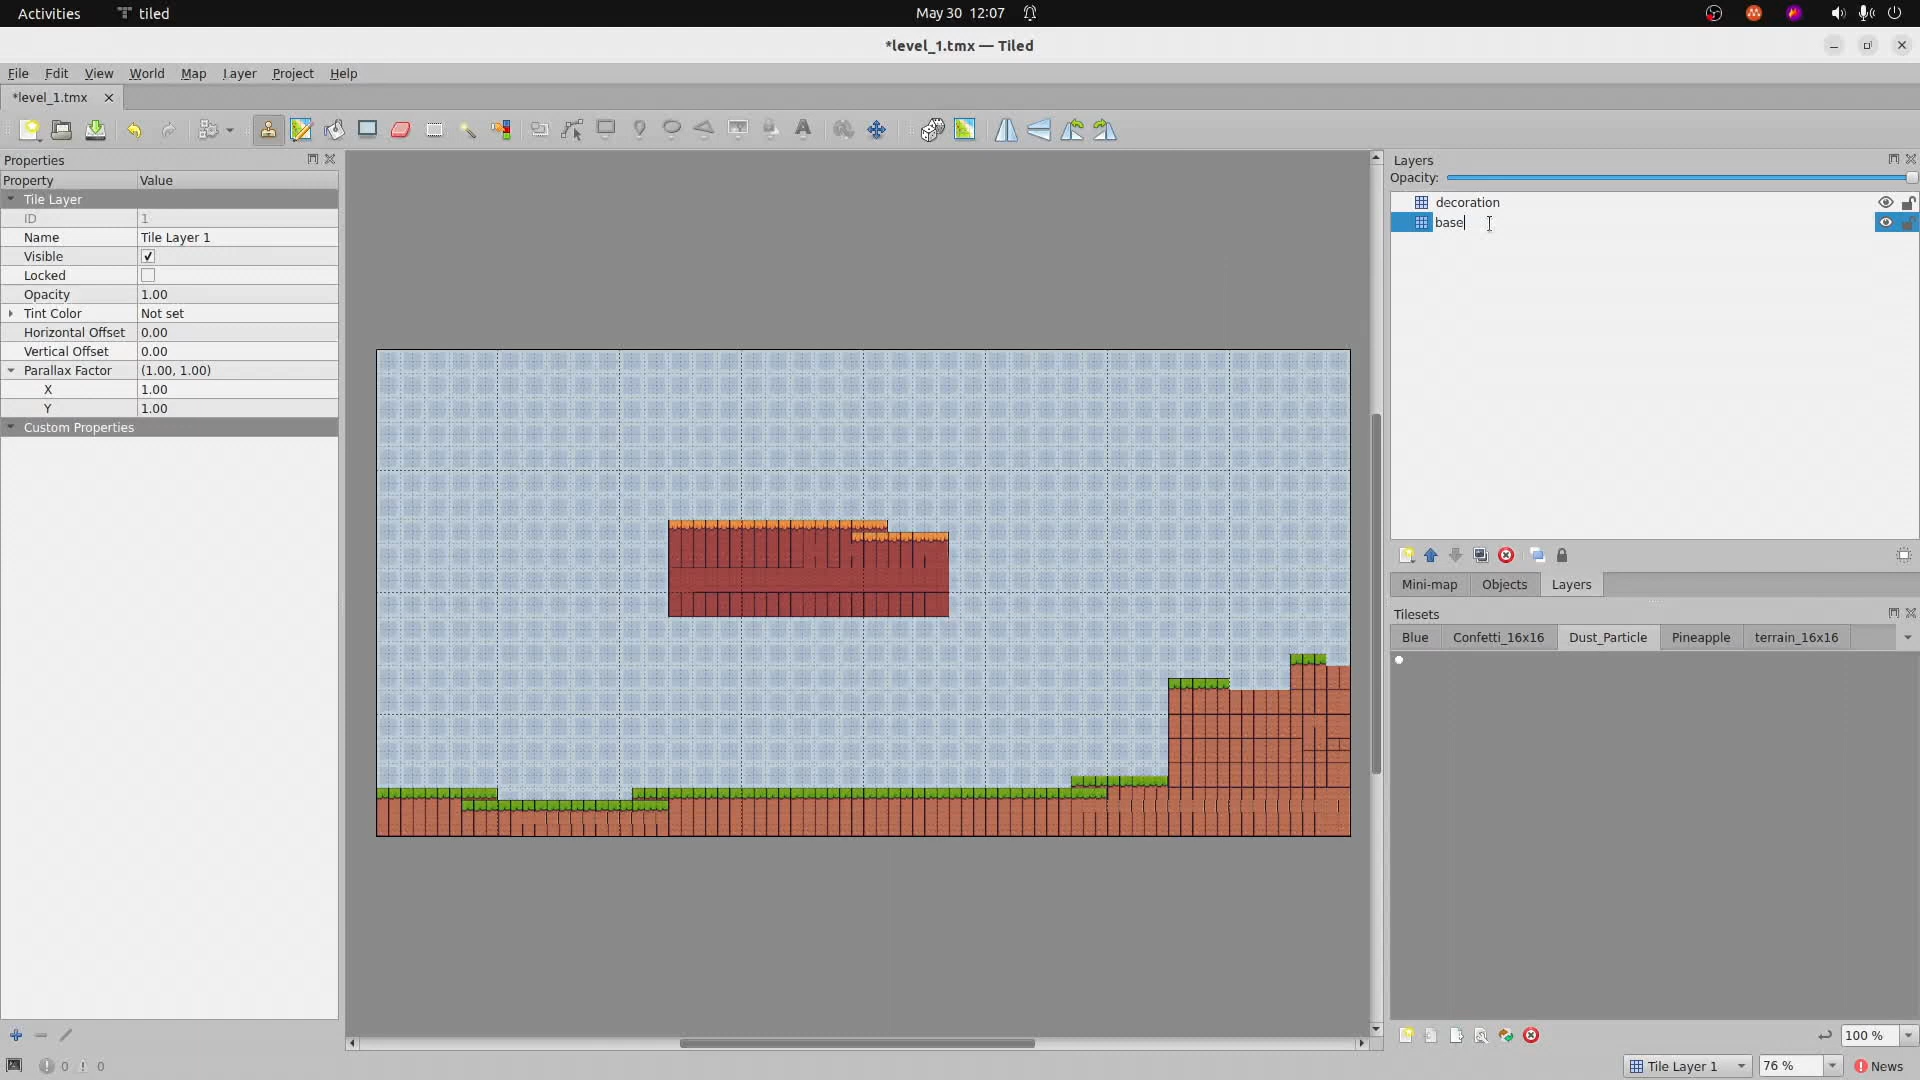 Activities
tiled
May 30 12:07
*level_1.tmx — Tiled
File Edit View World Map Layer Project Help
*level_1.tmx
Properties
Property Value
Tile Layer
ID 1
Name Tile Layer 1
Visible
Locked
Opacity 1.00
Tint Color Not set
Horizontal Offset 0.00
Vertical Offset 0.00
Parallax Factor (1.00, 1.00)
X 1.00
Y 1.00
Custom Properties
Layers
Opacity:
decoration
base
Mini-map Objects Layers
Tilesets
Blue Confetti_16x16 Dust_Particle Pineapple terrain_16x16
100 %
0 0
Tile Layer 1 76 % News